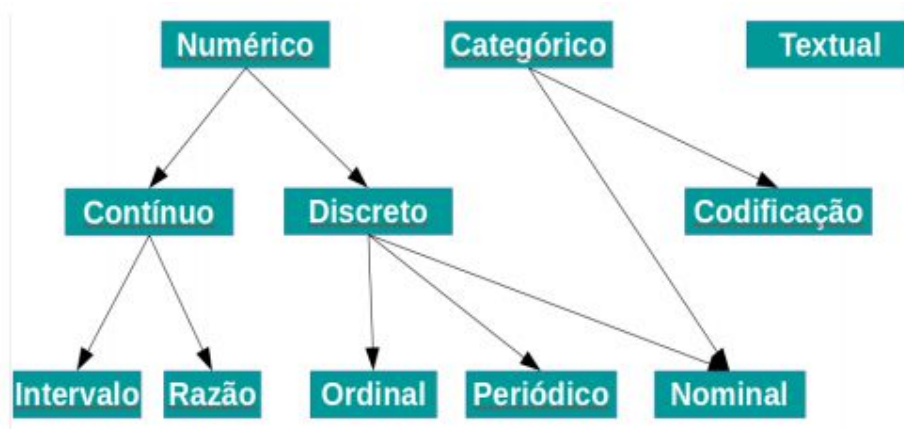 Numérico
Categórico
Textual
Contínuo
Discreto
Codificação
Intervalo
Razão
Ordinal
Periódico
Nominal